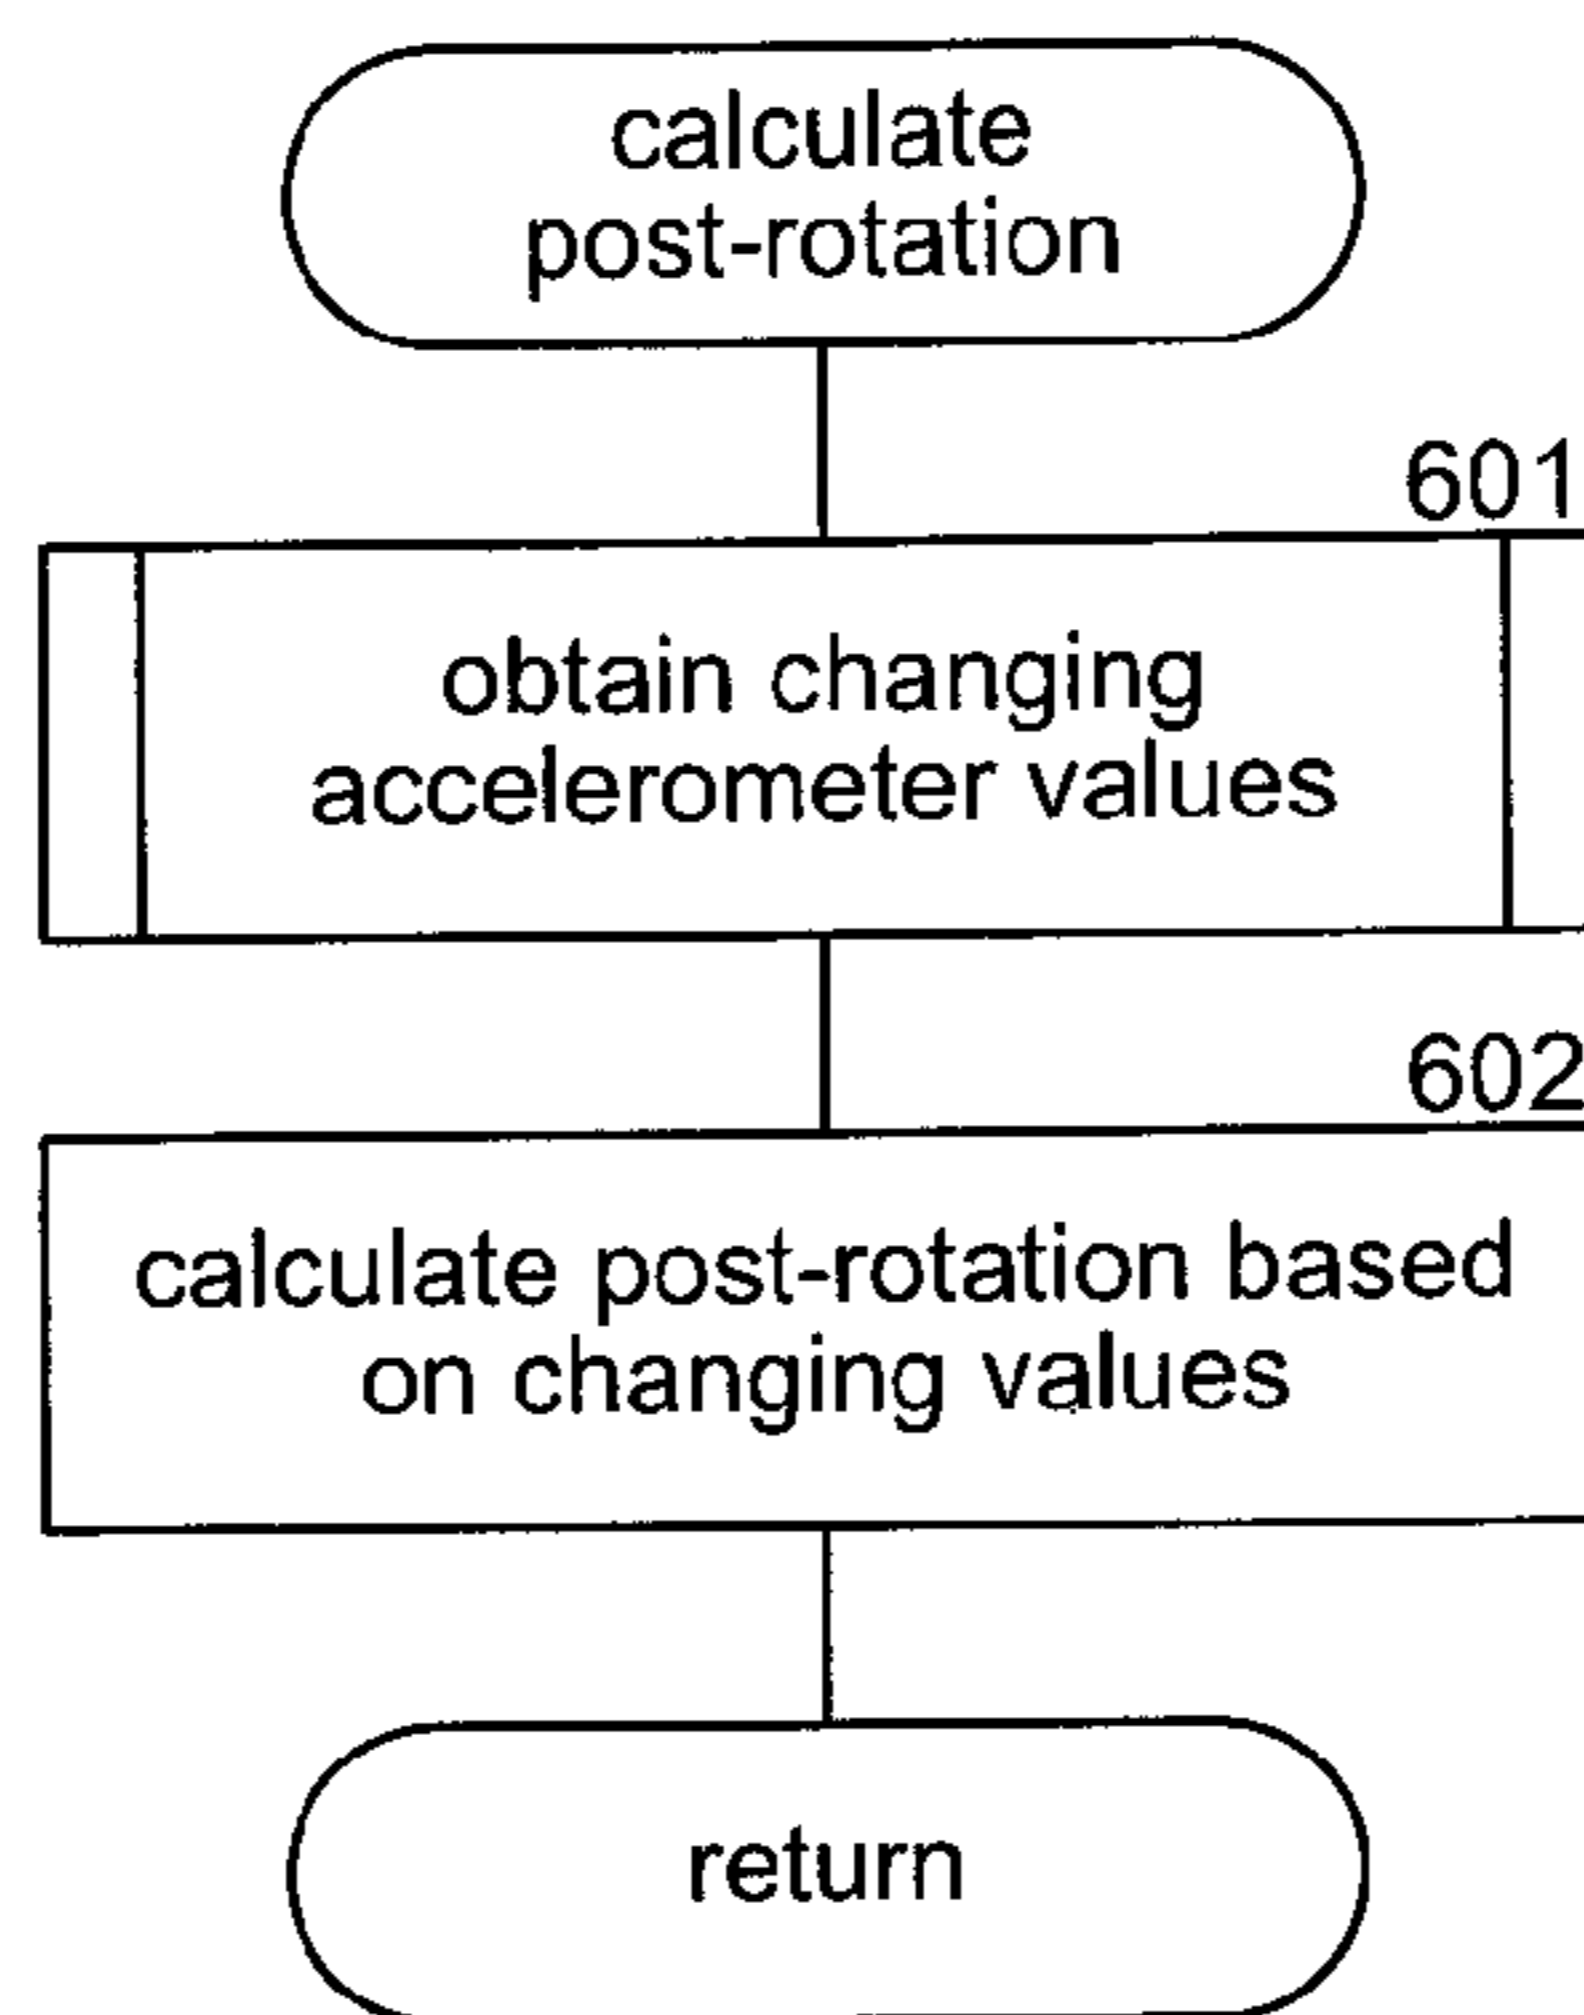 calculate
post-rotation
601
obtain changing
accelerometer values
602
calculate post-rotation based
on changing values
return